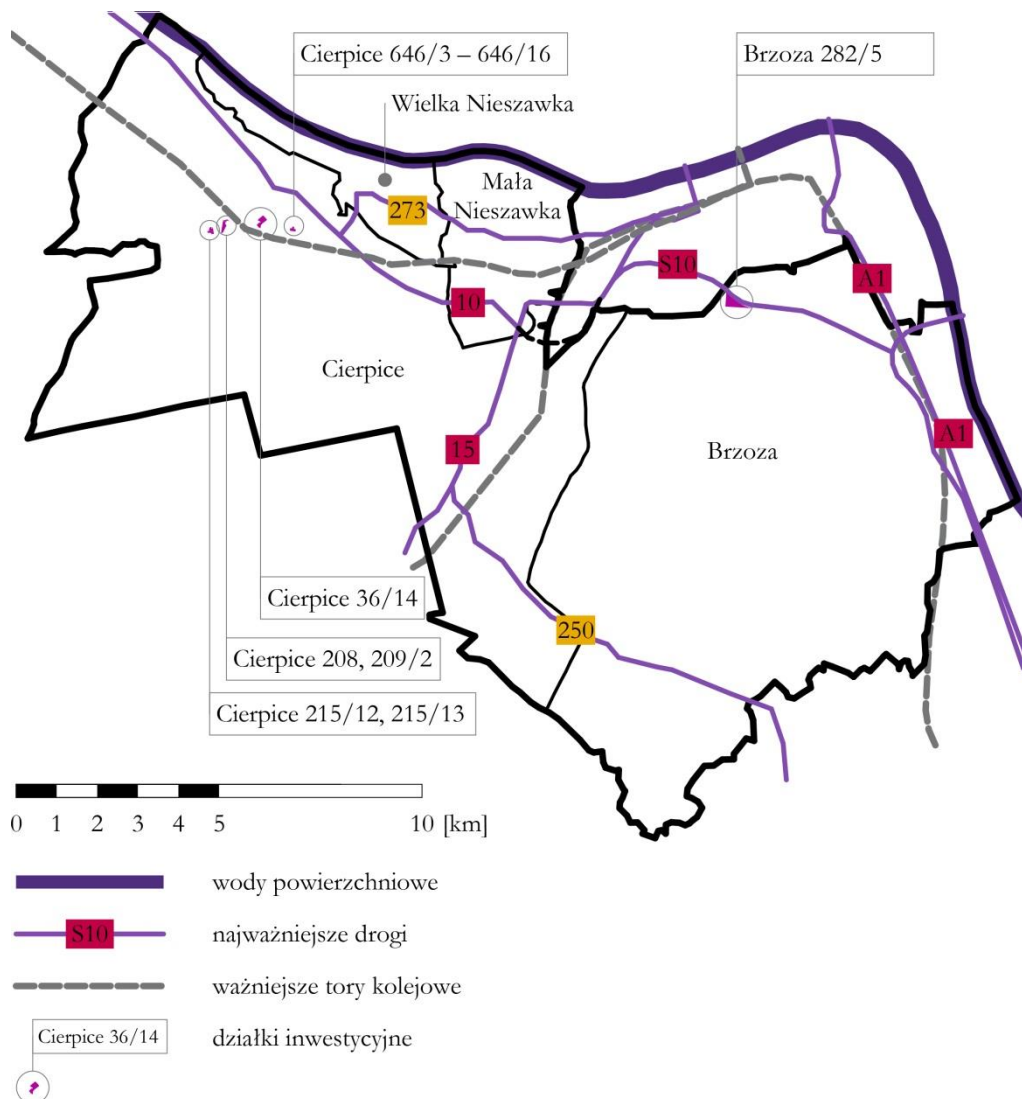 Cierpice 646/3 – 646/16
Brzoza 282/5
Wielka Nieszawka
Mała
Nieszawka
273
S10
A1
10
Cierpice
15
Brzoza
A1
Cierpice 36/14
250
Cierpice 208, 209/2
Cierpice 215/12, 215/13
0 1 2 3 4 5 10 [km]
wody powierzchniowe
S10 najważniejsze drogi
ważniejsze tory kolejowe
Cierpice 36/14 działki inwestycyjne